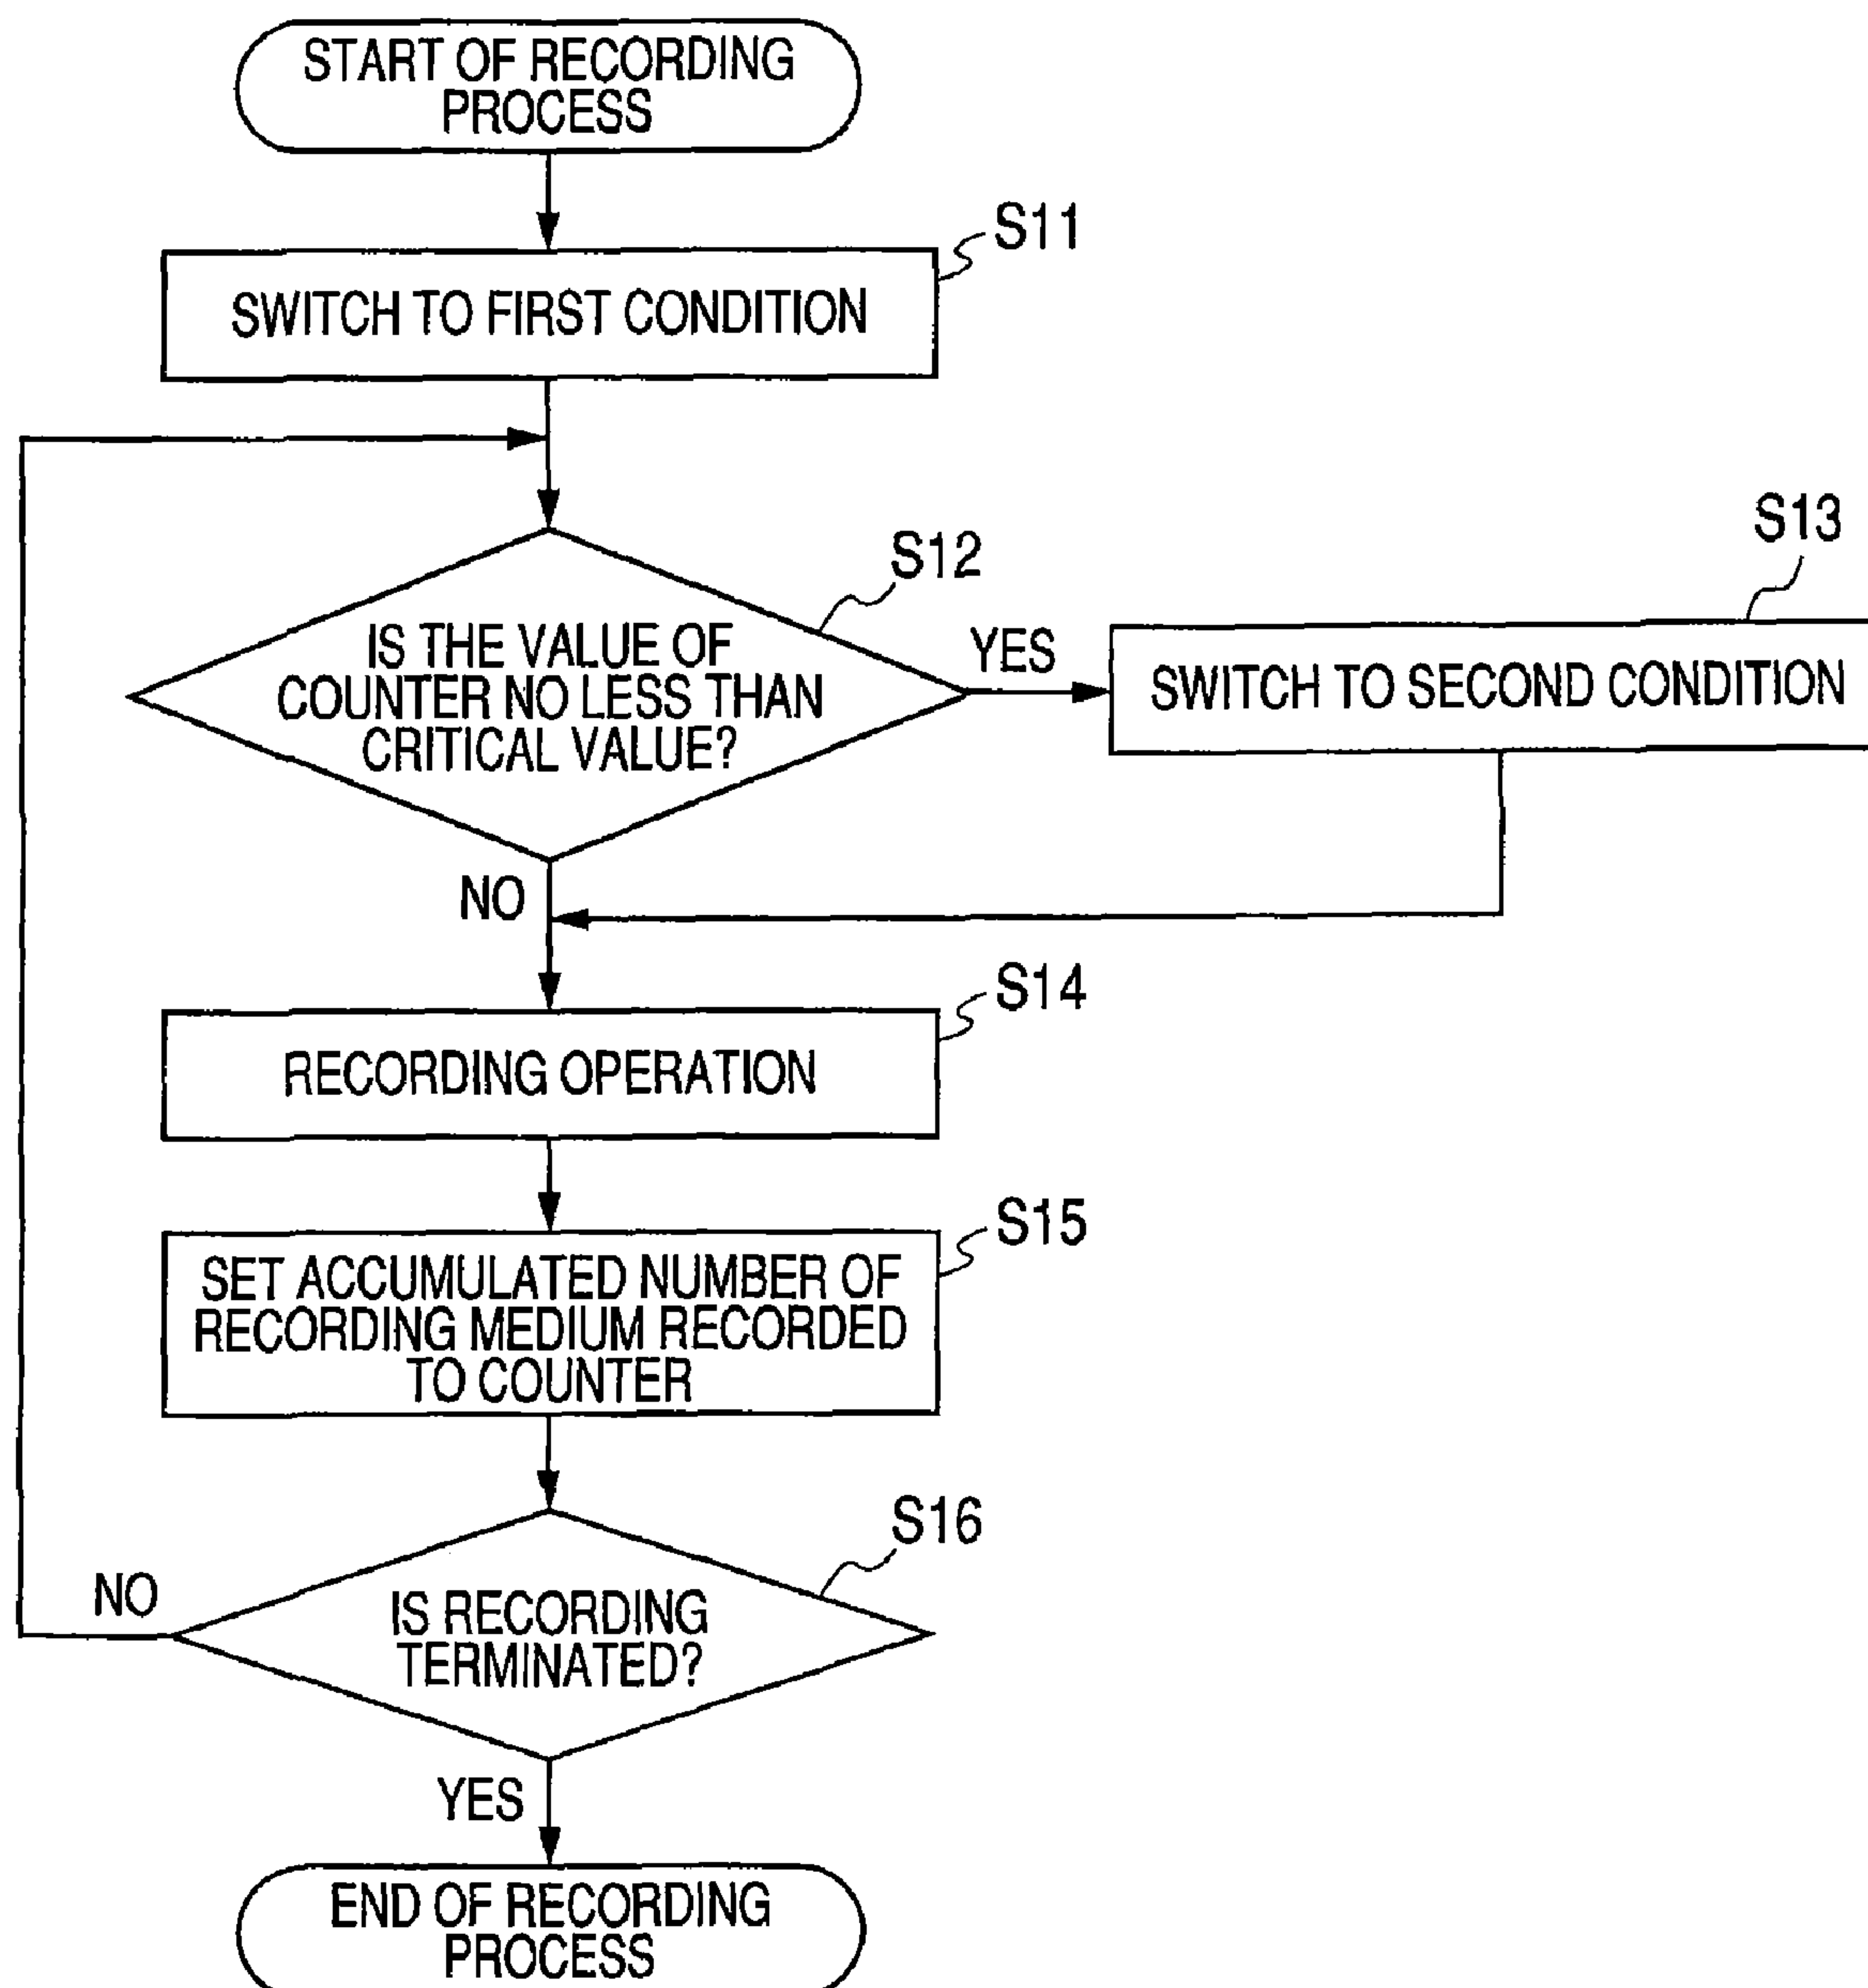 START OF RECORDING
PROCESS
S11
SWITCH TO FIRST CONDITION
S12
IS THE VALUE OF
COUNTER NO LESS THAN
CRITICAL VALUE?
YES
S13
SWITCH TO SECOND CONDITION
NO
S14
RECORDING OPERATION
S15
SET ACCUMULATED NUMBER OF
RECORDING MEDIUM RECORDED
TO COUNTER
S16
NO
IS RECORDING
TERMINATED?
YES
END OF RECORDING
PROCESS